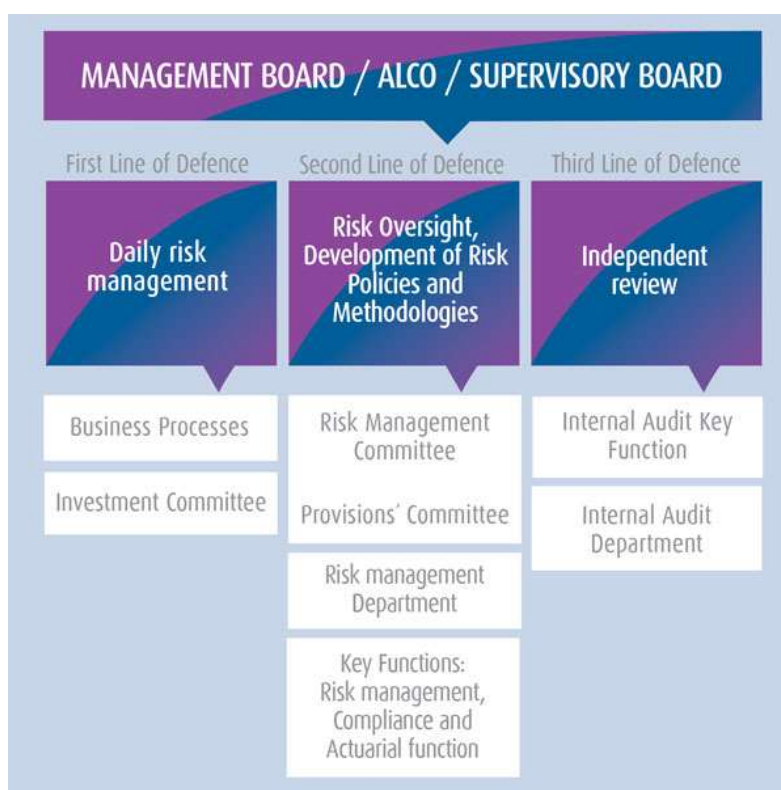 MANAGEMENT BOARD / ALCO / SUPERVISORY BOARD
First Line of Defence
Daily risk
management
Business Processes
Investment Committee
Second Line of Defence
Risk Oversight,
Development of Risk
Policies and
Methodologies
Risk Management
Committee
Provisions´ Committee
Risk management
Department
Key Functions:
Risk management,
Compliance and
Actuarial function
Third Line of Defence
Independent
review
Internal Audit Key
Function
Internal Audit
Department